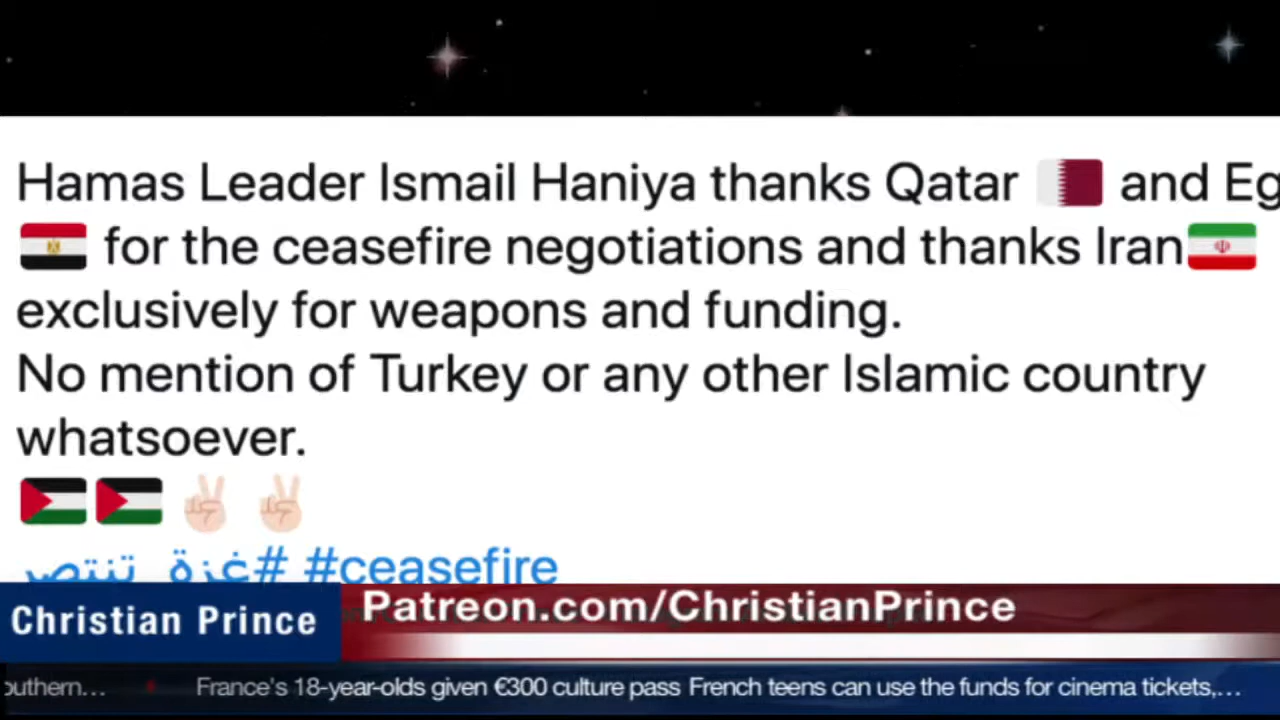 Hamas Leader Ismail Haniya thanks Qatar 🇶🇦 and Eg
🇪🇬 for the ceasefire negotiations and thanks Iran🇮🇷
exclusively for weapons and funding.
No mention of Turkey or any other Islamic country
whatsoever.
🇵🇸🇵🇸✌🏻✌🏻
#غزة_تنتصر #ceasefire
Patreon.com/ChristianPrince
Christian Prince
outhern... France's 18-year-olds given €300 culture pass French teens can use the funds for cinema tickets,...